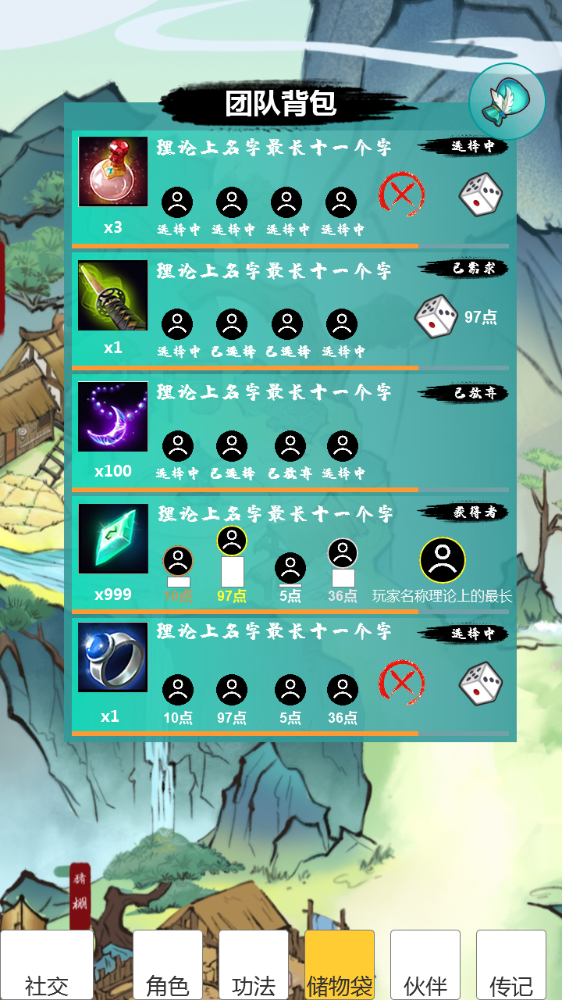 团队背包
理论上名字最长十一个字 选择中
选择中 选择中 选择中 选择中
x3
理论上名字最长十一个字 已需求
97点
选择中 已选择 已选择 选择中
x1
理论上名字最长十一个字 已放弃
x100 选择中 已选择 已放弃 选择中
理论上名字最长十一个字 获得者
x999 10点 97点 5点 36点 玩家名称理论上的最长
理论上名字最长十一个字 选择中
x1 10点 97点 5点 36点
猪棚
社交 角色 功法 储物袋 伙伴 传记